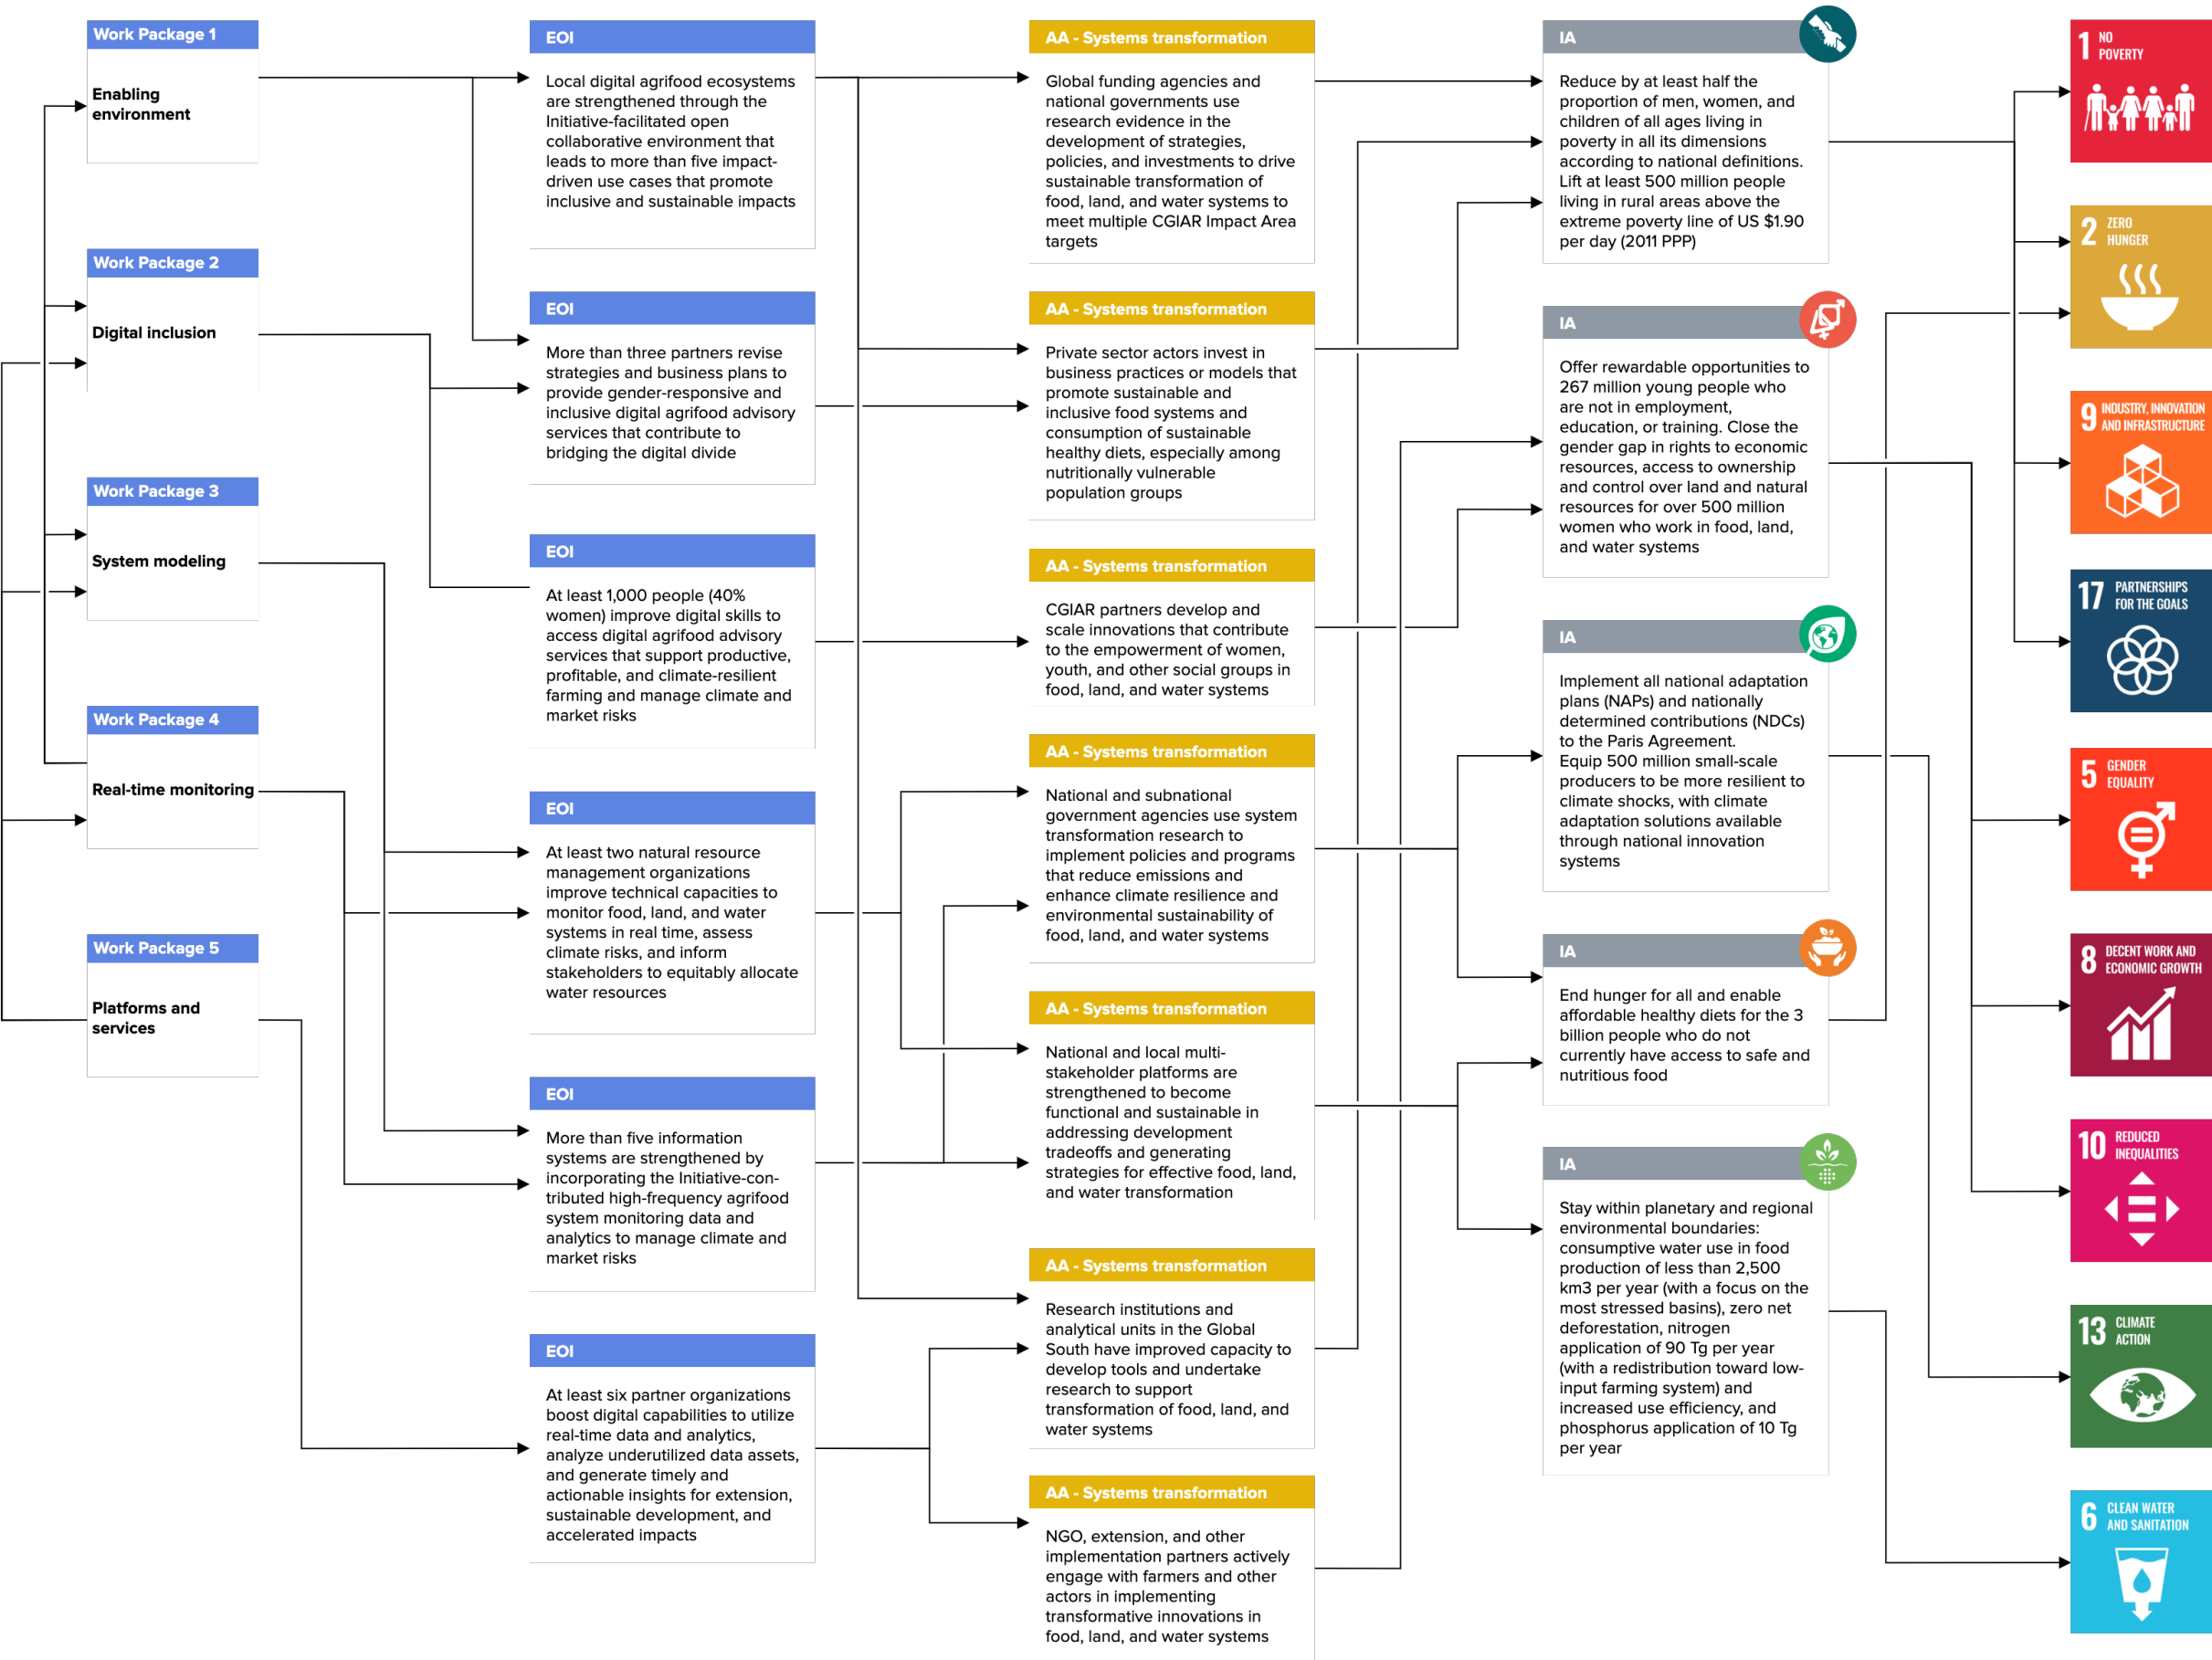 Work Package 1
Enabling
environment
Work Package 2
Digital inclusion
Work Package 3
System modeling
Work Package 4
Real-time monitoring
Work Package 5
Platforms and
services
EOI
Local digital agrifood ecosystems
are strengthened through the
Initiative-facilitated open
collaborative environment that
leads to more than five impact-
driven use cases that promote
inclusive and sustainable impacts
EOI
More than three partners revise
strategies and business plans to
provide gender-responsive and
inclusive digital agrifood advisory
services that contribute to
bridging the digital divide
EOI
At least 1,000 people (40%
women) improve digital skills to
access digital agrifood advisory
services that support productive,
profitable, and climate-resilient
farming and manage climate and
market risks
EOI
At least two natural resource
management organizations
improve technical capacities to
monitor food, land, and water
systems in real time, assess
climate risks, and inform
stakeholders to equitably allocate
water resources
EOI
More than five information
systems are strengthened by
incorporating the Initiative-con-
tributed high-frequency agrifood
system monitoring data and
analytics to manage climate and
market risks
EOI
At least six partner organizations
boost digital capabilities to utilize
real-time data and analytics,
analyze underutilized data assets,
and generate timely and
actionable insights for extension,
sustainable development, and
accelerated impacts
AA - Systems transformation
Global funding agencies and
national governments use
research evidence in the
development of strategies,
policies, and investments to drive
sustainable transformation of
food, land, and water systems to
meet multiple CGIAR Impact Area
targets
AA - Systems transformation
Private sector actors invest in
business practices or models that
promote sustainable and
inclusive food systems and
consumption of sustainable
healthy diets, especially among
nutritionally vulnerable
population groups
AA - Systems transformation
CGIAR partners develop and
scale innovations that contribute
to the empowerment of women,
youth, and other social groups in
food, land, and water systems
AA - Systems transformation
National and subnational
government agencies use system
transformation research to
implement policies and programs
that reduce emissions and
enhance climate resilience and
environmental sustainability of
food, land, and water systems
AA - Systems transformation
National and local multi-
stakeholder platforms are
strengthened to become
functional and sustainable in
addressing development
tradeoffs and generating
strategies for effective food, land,
and water transformation
AA - Systems transformation
Research institutions and
analytical units in the Global
South have improved capacity to
develop tools and undertake
research to support
transformation of food, land, and
water systems
AA - Systems transformation
NGO, extension, and other
implementation partners actively
engage with farmers and other
actors in implementing
transformative innovations in
food, land, and water systems
IA
Reduce by at least half the
proportion of men, women, and
children of all ages living in
poverty in all its dimensions
according to national definitions.
Lift at least 500 million people
living in rural areas above the
extreme poverty line of US $1.90
per day (2011 PPP)
IA
Offer rewardable opportunities to
267 million young people who
are not in employment,
education, or training. Close the
gender gap in rights to economic
resources, access to ownership
and control over land and natural
resources for over 500 million
women who work in food, land,
and water systems
IA
Implement all national adaptation
plans (NAPs) and nationally
determined contributions (NDCs)
to the Paris Agreement.
Equip 500 million small-scale
producers to be more resilient to
climate shocks, with climate
adaptation solutions available
through national innovation
systems
IA
End hunger for all and enable
affordable healthy diets for the 3
billion people who do not
currently have access to safe and
nutritious food
IA
Stay within planetary and regional
environmental boundaries:
consumptive water use in food
production of less than 2,500
km3 per year (with a focus on the
most stressed basins), zero net
deforestation, nitrogen
application of 90 Tg per year
(with a redistribution toward low-
input farming system) and
increased use efficiency, and
phosphorus application of 10 Tg
per year
1 NO
POVERTY
2 ZERO
HUNGER
9 INDUSTRY, INNOVATION
AND INFRASTRUCTURE
17 PARTNERSHIPS
FOR THE GOALS
5 GENDER
EQUALITY
8 DECENT WORK AND
ECONOMIC GROWTH
10 REDUCED
INEQUALITIES
13 CLIMATE
ACTION
6 CLEAN WATER
AND SANITATION